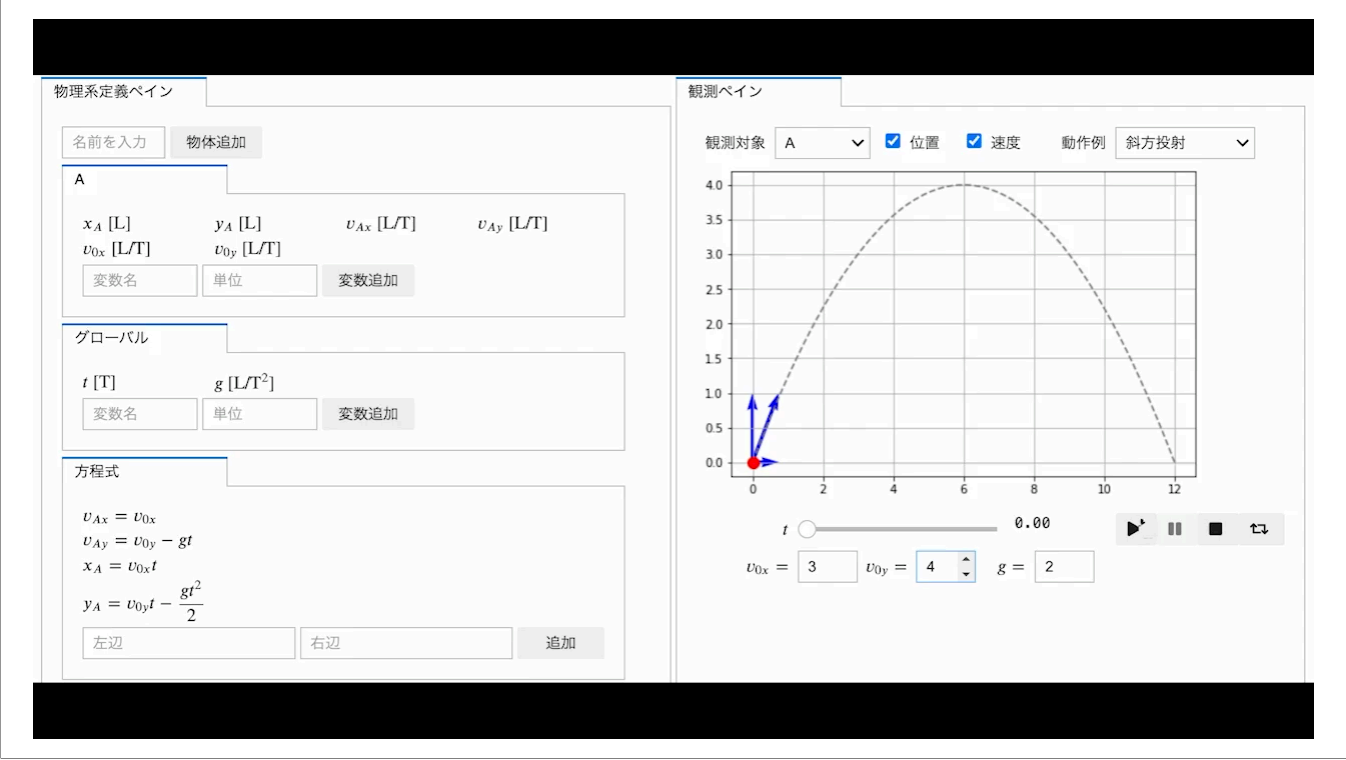 物理系定義ペイン
名前を入力 物体追加
A
x_A [L] y_A [L] v_Ax [L/T] v_Ay [L/T]
v_0x [L/T] v_0y [L/T]
変数名 単位 変数追加
グローバル
t [T] g [L/T²]
変数名 単位 変数追加
方程式
v_Ax = v_0x
v_Ay = v_0y − gt
x_A = v_0x t
y_A = v_0y t − gt²/2
左辺 右辺 追加
観測ペイン
観測対象 A 位置 速度 動作例 斜方投射
4.0
3.5
3.0
2.5
2.0
1.5
1.0
0.5
0.0
0 2 4 6 8 10 12
t 0.00
v_0x = 3 v_0y = 4 g = 2